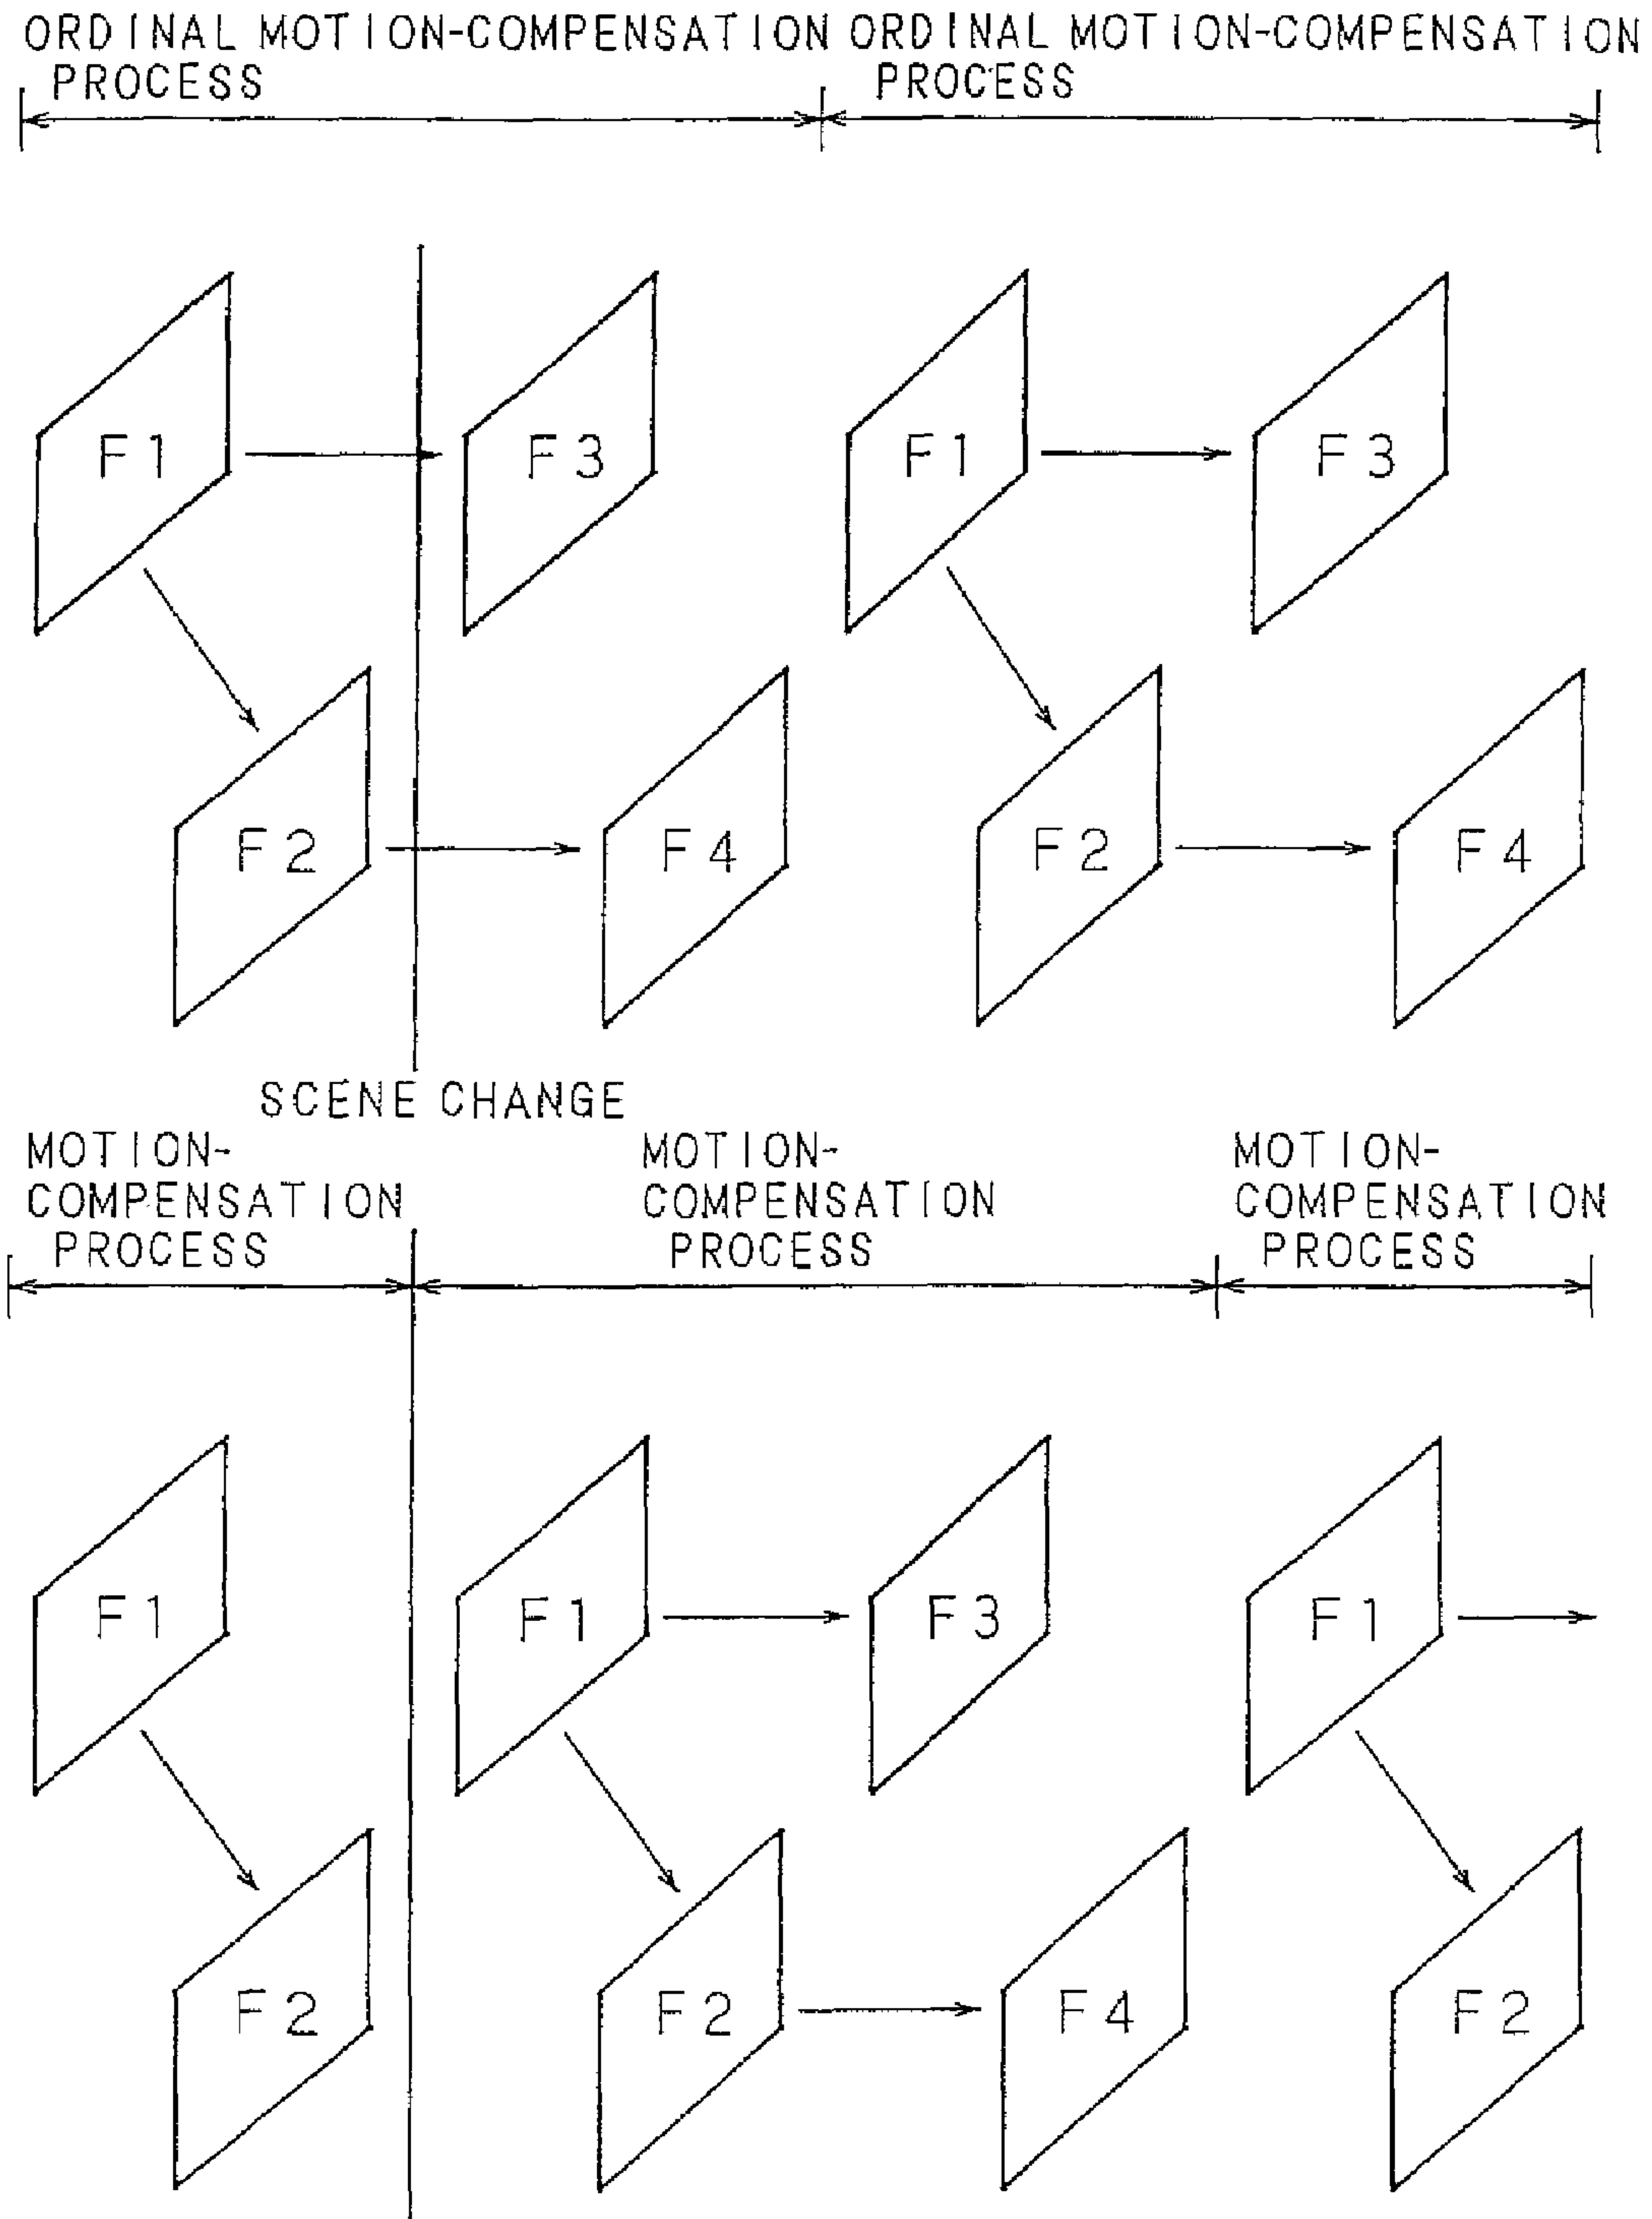 ORDINAL MOTION-COMPENSATION PROCESS
ORDINAL MOTION-COMPENSATION PROCESS
F1
F3
F1
F3
F2
F4
F2
F4
SCENE CHANGE
MOTION-
COMPENSATION
PROCESS
MOTION-
COMPENSATION
PROCESS
MOTION-
COMPENSATION
PROCESS
F1
F1
F3
F1
F2
F2
F4
F2